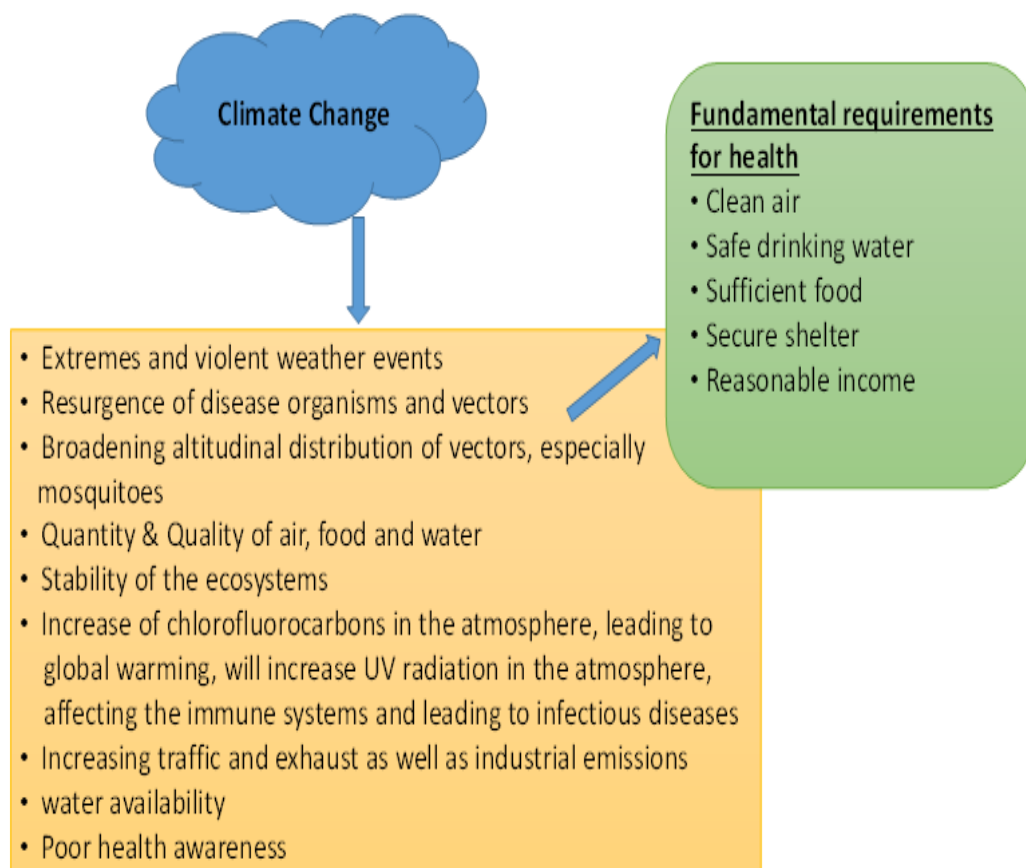 Climate Change
Fundamental requirements
for health
• Clean air
• Safe drinking water
• Sufficient food
• Secure shelter
• Reasonable income
• Extremes and violent weather events
• Resurgence of disease organisms and vectors
• Broadening altitudinal distribution of vectors, especially
mosquitoes
• Quantity & Quality of air, food and water
• Stability of the ecosystems
• Increase of chlorofluorocarbons in the atmosphere, leading to
global warming, will increase UV radiation in the atmosphere,
affecting the immune systems and leading to infectious diseases
• Increasing traffic and exhaust as well as industrial emissions
• water availability
• Poor health awareness